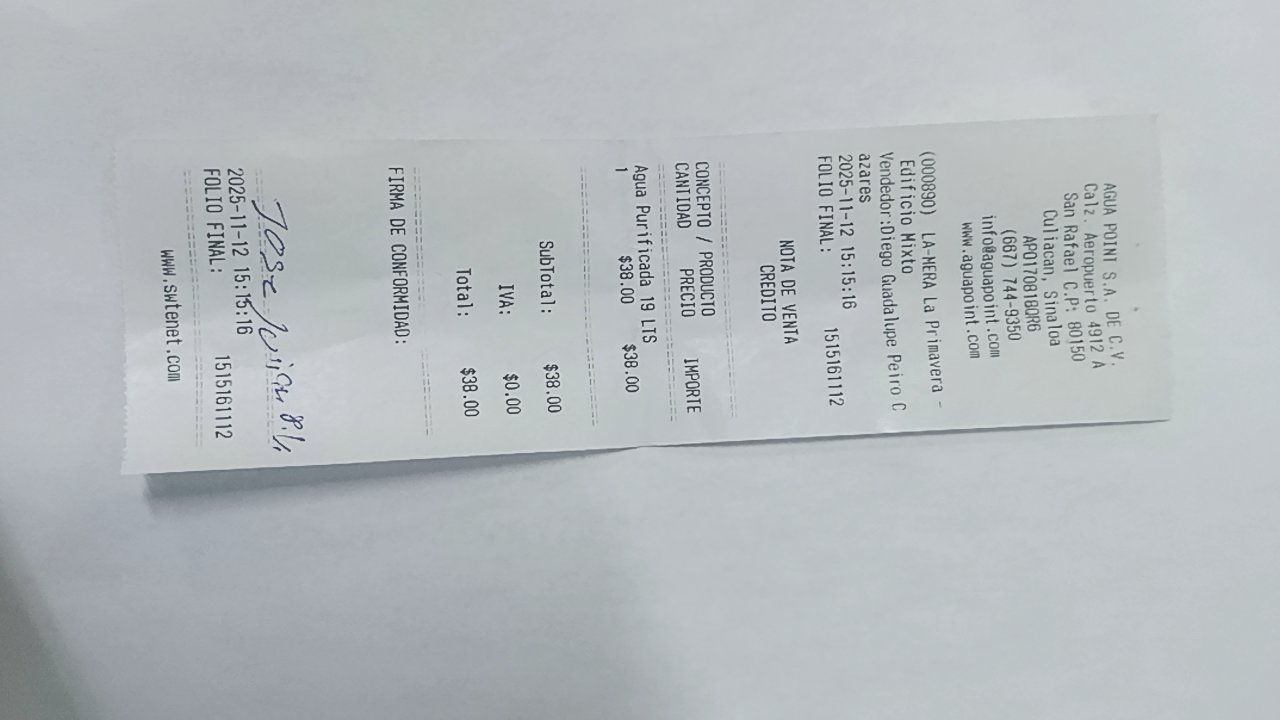 AGUA POINT S.A. DE C.V.
Calz. Aeropuerto 4912 A
San Rafael C.P: 80150
Culiacan, Sinaloa
APO170818QR6
(667) 744-9350
info@aguapoint.com
www.aguapoint.com
(000890) LA-MERA La Primavera -
Edificio Mixto
Vendedor:Diego Guadalupe Peiro C
azares
2025-11-12 15:15:16 1515161112
FOLIO FINAL:
NOTA DE VENTA
CREDITO
CONCEPTO / PRODUCTO
CANTIDAD PRECIO IMPORTE
Agua Purificada 19 LTS
1 $38.00 $38.00
SubTotal: $38.00
IVA: $0.00
Total: $38.00
FIRMA DE CONFORMIDAD:
Jose
2025-11-12 15:15:16
FOLIO FINAL: 1515161112
www.swtenet.com